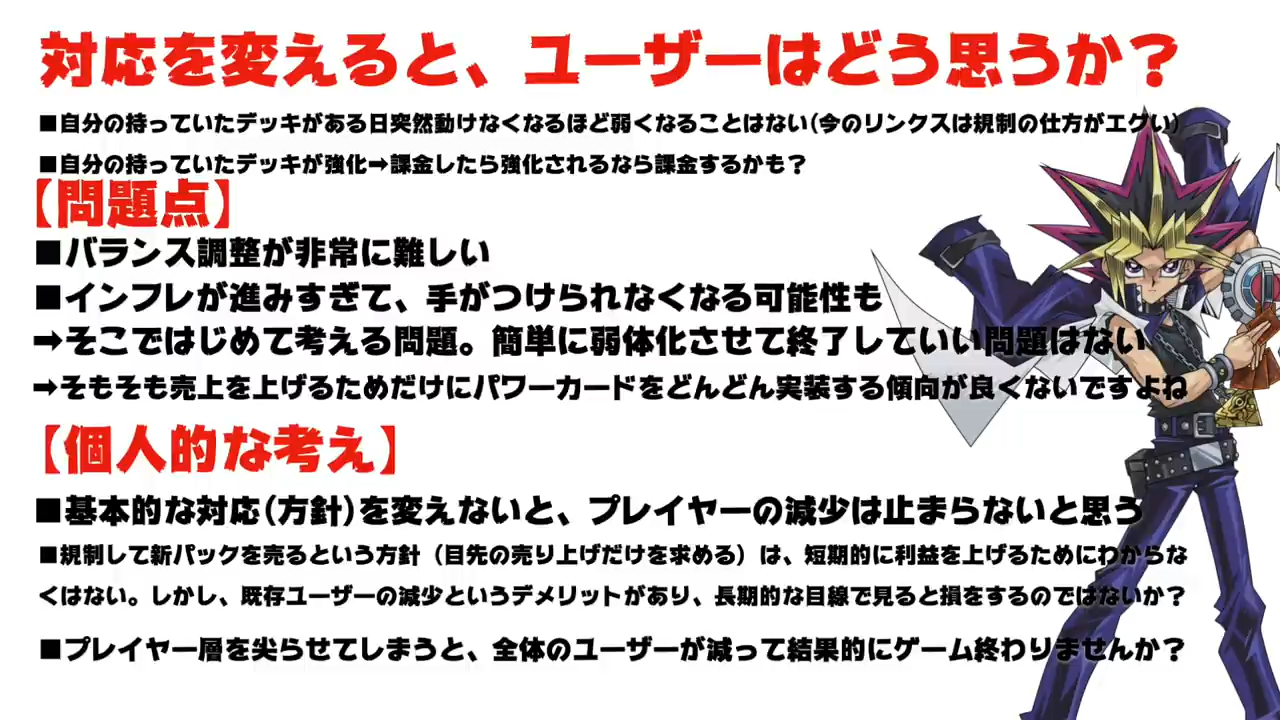 対応を変えると、ユーザーはどう思うか？
■自分の持っていたデッキがある日突然動けなくなるほど弱くなることはない(今のリンクスは規制の仕方がエグい)
■自分の持っていたデッキが強化➡課金したら強化されるなら課金するかも？
【問題点】
■バランス調整が非常に難しい
■インフレが進みすぎて、手がつけられなくなる可能性も
➡そこではじめて考える問題。簡単に弱体化させて終了していい問題はない
➡そもそも売上を上げるためだけにパワーカードをどんどん実装する傾向が良くないですよね
【個人的な考え】
■基本的な対応(方針)を変えないと、プレイヤーの減少は止まらないと思う
■規制して新パックを売るという方針（目先の売り上げだけを求める）は、短期的に利益を上げるためにわからな
くはない。しかし、既存ユーザーの減少というデメリットがあり、長期的な目線で見ると損をするのではないか？
■プレイヤー層を尖らせてしまうと、全体のユーザーが減って結果的にゲーム終わりませんか？